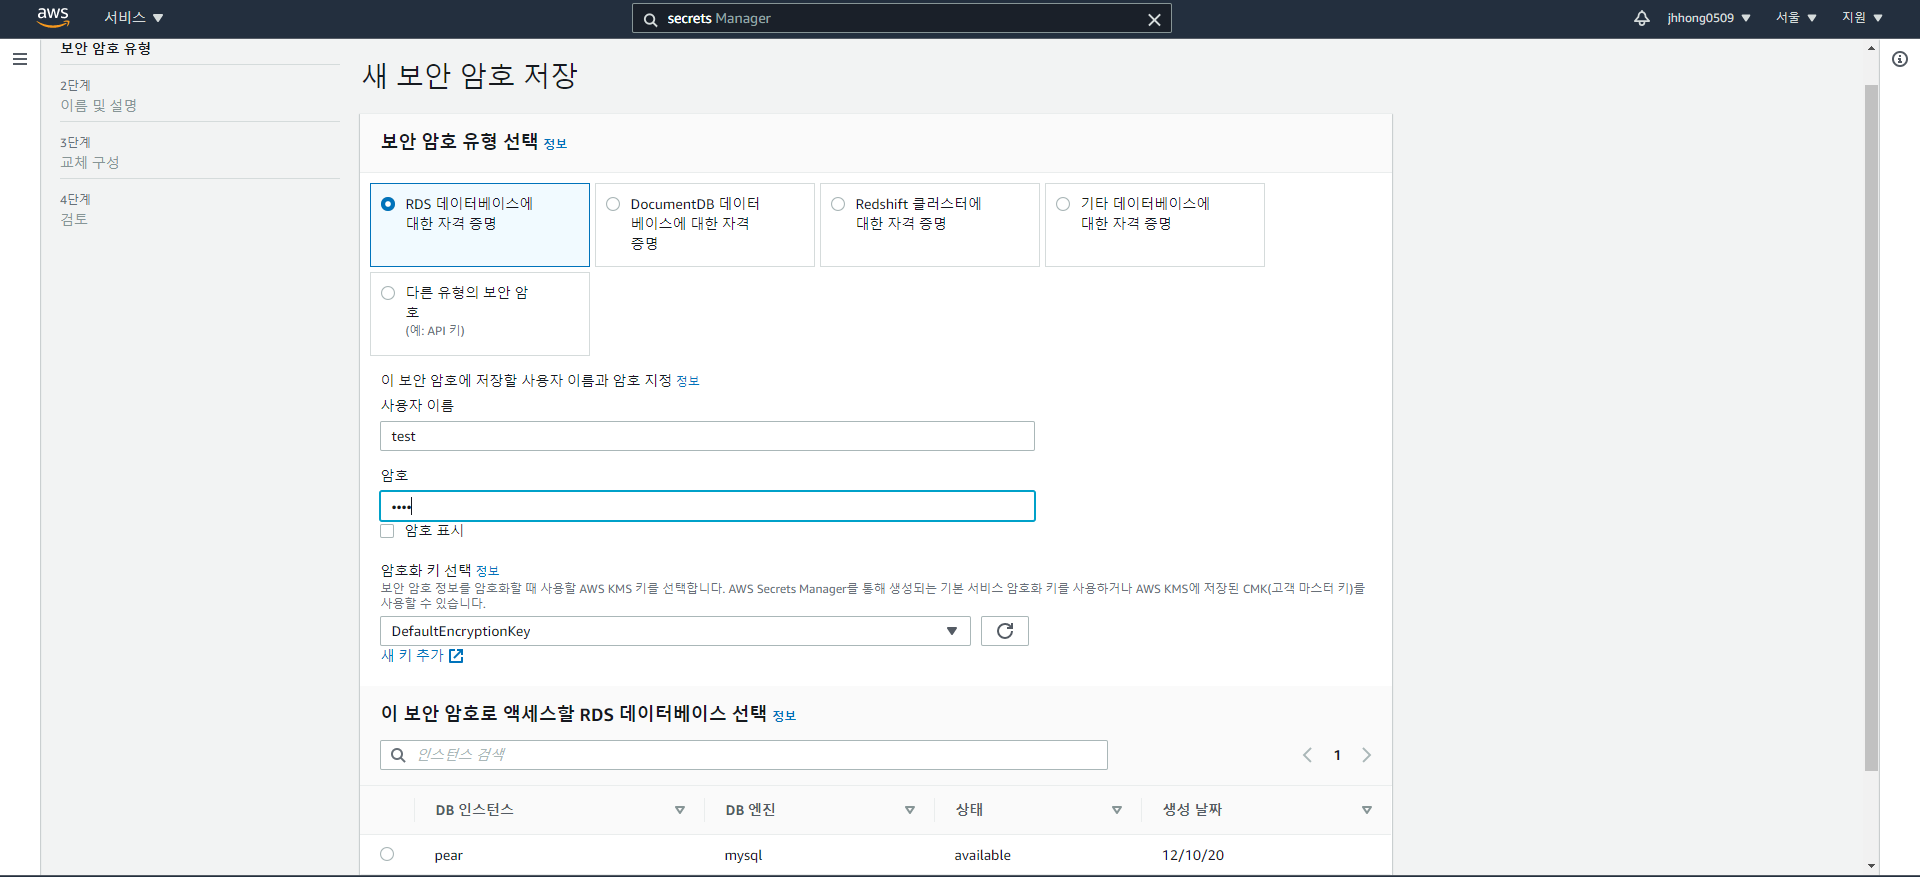 aws
서비스
secrets Manager
jhhong0509
서울
지원
보안 암호 유형
2단계
이름 및 설명
3단계
교체 구성
4단계
검토
새 보안 암호 저장
보안 암호 유형 선택 정보
RDS 데이터베이스에
대한 자격 증명
DocumentDB 데이터
베이스에 대한 자격
증명
Redshift 클러스터에
대한 자격 증명
기타 데이터베이스에
대한 자격 증명
다른 유형의 보안 암
호
(예: API 키)
이 보안 암호에 저장할 사용자 이름과 암호 지정 정보
사용자 이름
test
암호
••••
암호 표시
암호화 키 선택 정보
보안 암호 정보를 암호화할 때 사용할 AWS KMS 키를 선택합니다. AWS Secrets Manager를 통해 생성되는 기본 서비스 암호화 키를 사용하거나 AWS KMS에 저장된 CMK(고객 마스터 키)를
사용할 수 있습니다.
DefaultEncryptionKey
새 키 추가
이 보안 암호로 액세스할 RDS 데이터베이스 선택 정보
인스턴스 검색
1
DB 인스턴스
DB 엔진
상태
생성 날짜
pear
mysql
available
12/10/20